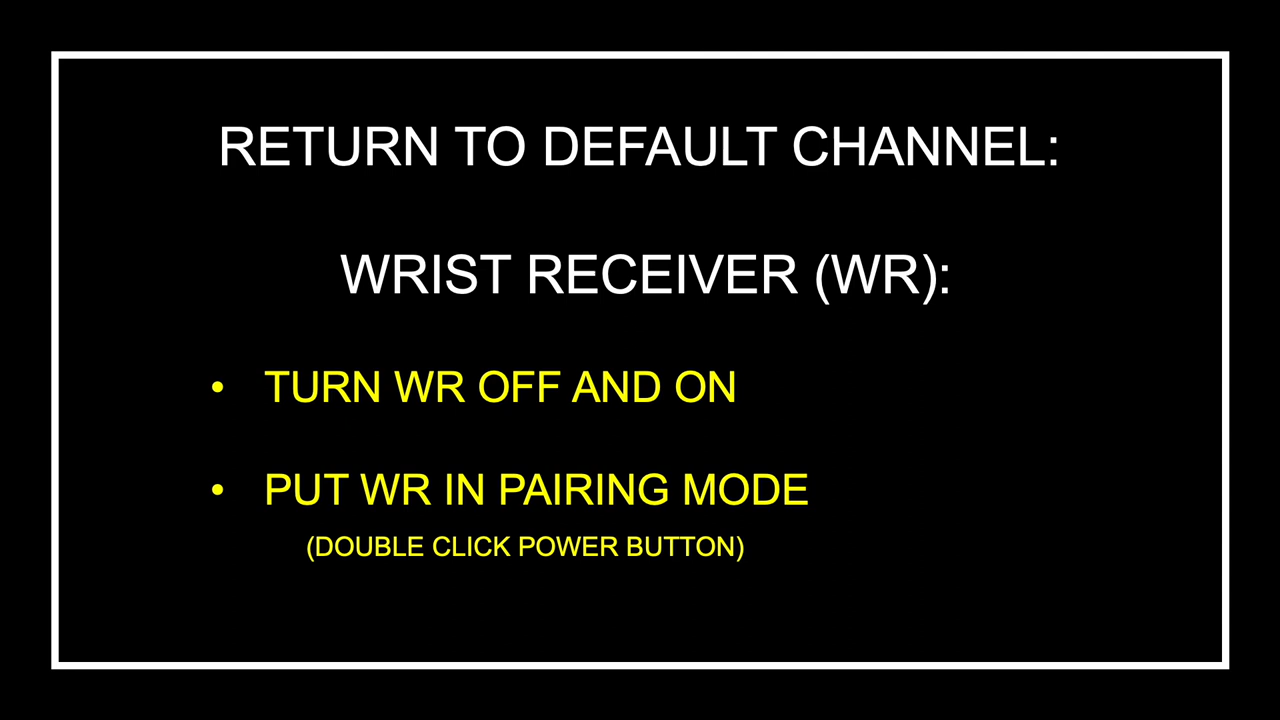 RETURN TO DEFAULT CHANNEL:
WRIST RECEIVER (WR):
• TURN WR OFF AND ON
• PUT WR IN PAIRING MODE
(DOUBLE CLICK POWER BUTTON)